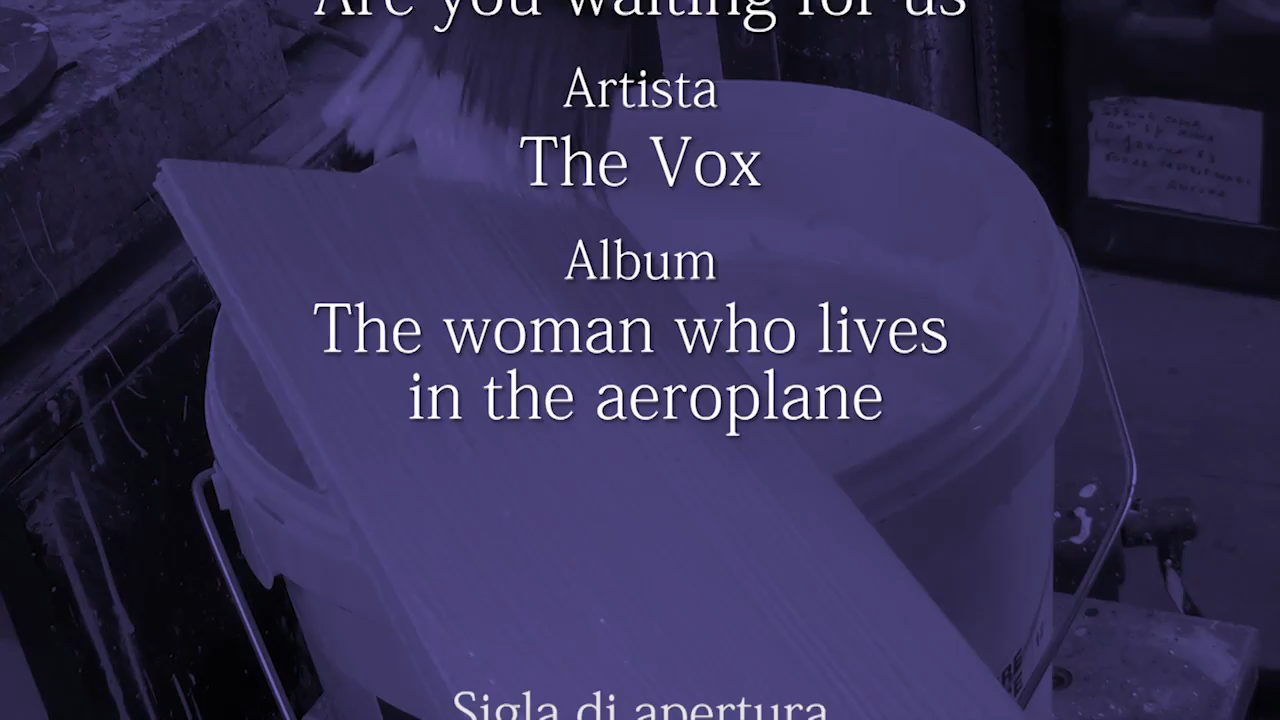 Are you waiting for us
Artista
The Vox
Album
The woman who lives
in the aeroplane
Sigla di apertura